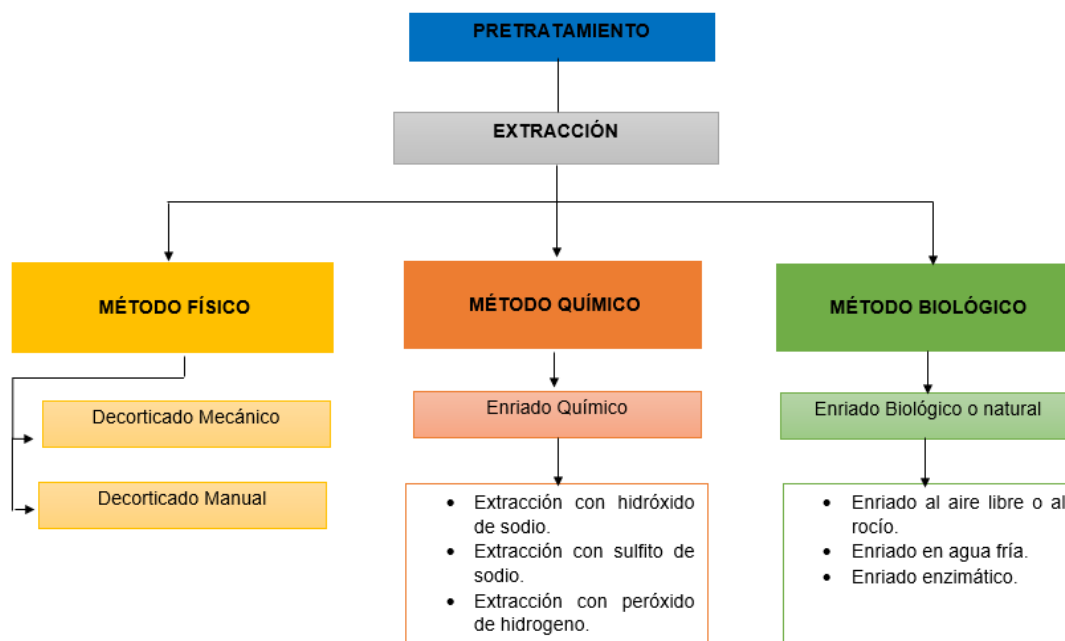 PRETRATAMIENTO
EXTRACCIÓN
MÉTODO FÍSICO
Decorticado Mecánico
Decorticado Manual
MÉTODO QUÍMICO
Enriado Químico
• Extracción con hidróxido
de sodio.
• Extracción con sulfito de
sodio.
• Extracción con peróxido
de hidrogeno.
MÉTODO BIOLÓGICO
Enriado Biológico o natural
• Enriado al aire libre o al
rocío.
• Enriado en agua fría.
• Enriado enzimático.